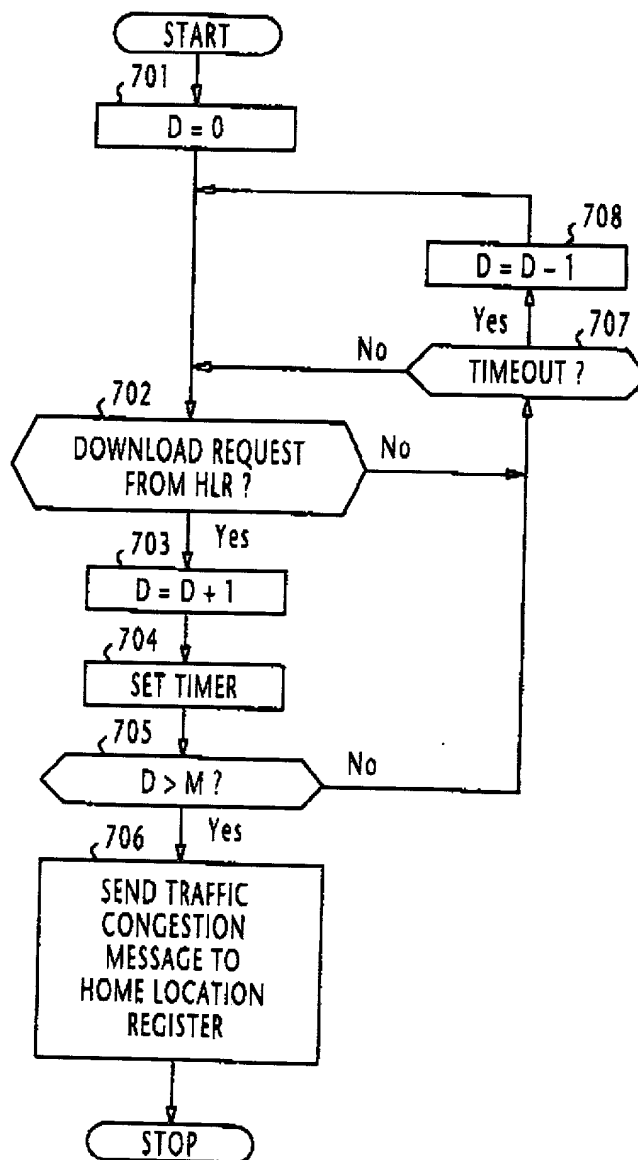 START
701
D = 0
708
D = D - 1
Yes
707
No
TIMEOUT ?
702
DOWNLOAD REQUEST
FROM HLR ?
No
Yes
703
D = D + 1
704
SET TIMER
705
D > M ?
No
Yes
706
SEND TRAFFIC
CONGESTION
MESSAGE TO
HOME LOCATION
REGISTER
STOP